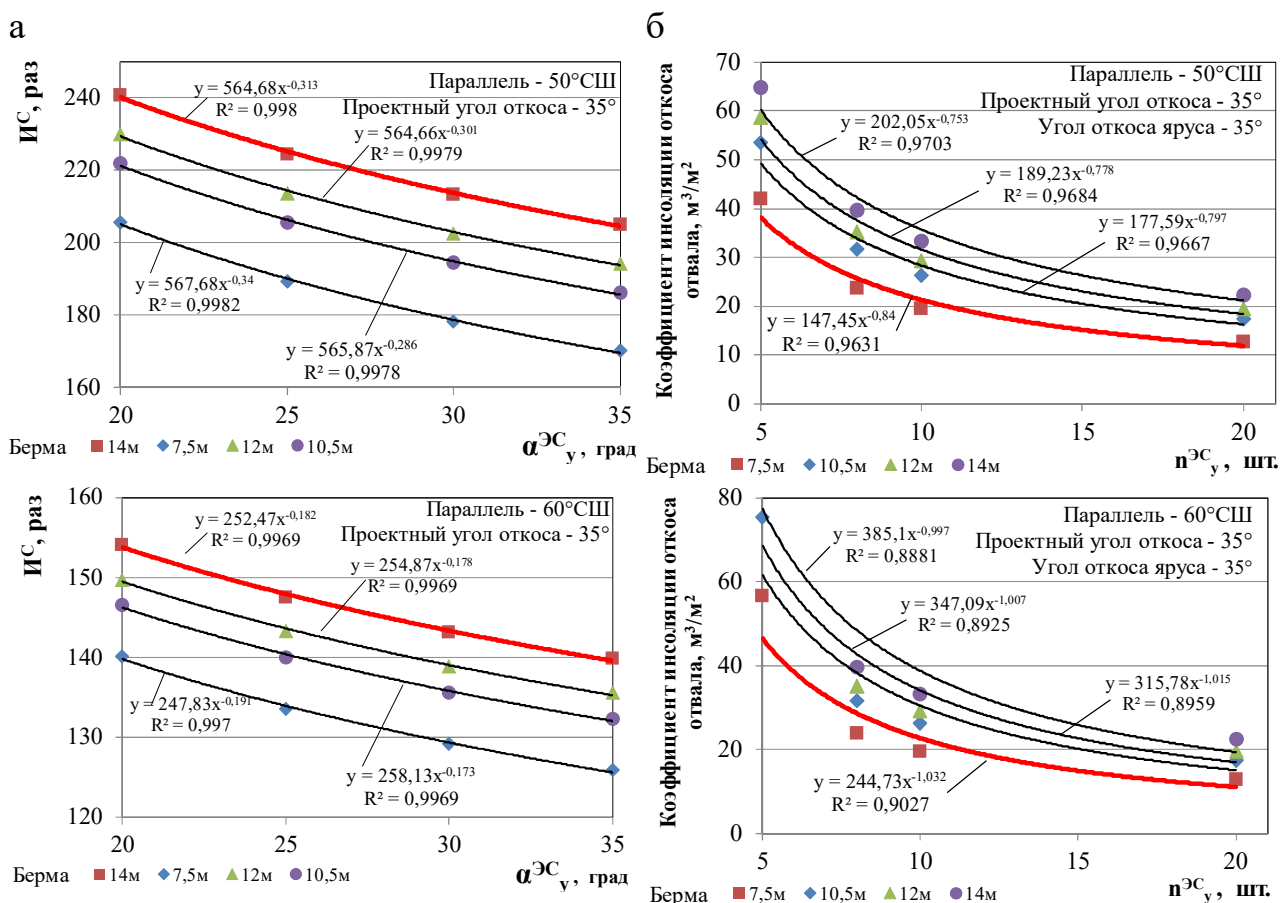 а
И^С, раз
240
220
200
180
160
20
25
30
35
Параллель - 50°СШ
Проектный угол откоса - 35°
y = 564,68x^-0,313
R² = 0,998
y = 564,66x^-0,301
R² = 0,9979
y = 567,68x^-0,34
R² = 0,9982
y = 565,87x^-0,286
R² = 0,9978
α^ЭС_у, град
Берма 14м 7,5м 12м 10,5м
б
Коэффициент инсоляции откоса
отвала, м³/м²
70
60
50
40
30
20
10
0
5
10
15
20
Параллель - 50°СШ
Проектный угол откоса - 35°
Угол откоса яруса - 35°
y = 202,05x^-0,753
R² = 0,9703
y = 189,23x^-0,778
R² = 0,9684
y = 177,59x^-0,797
R² = 0,9667
y = 147,45x^-0,84
R² = 0,9631
n^ЭС_у, шт.
Берма 7,5м 10,5м 12м 14м
И^С, раз
160
150
140
130
120
20
25
30
35
Параллель - 60°СШ
Проектный угол откоса - 35°
y = 252,47x^-0,182
R² = 0,9969
y = 254,87x^-0,178
R² = 0,9969
y = 247,83x^-0,191
R² = 0,997
y = 258,13x^-0,173
R² = 0,9969
α^ЭС_у, град
Берма 14м 7,5м 12м 10,5м
Коэффициент инсоляции откоса
отвала, м³/м²
80
60
40
20
0
5
10
15
20
Параллель - 60°СШ
Проектный угол откоса - 35°
Угол откоса яруса - 35°
y = 385,1x^-0,997
R² = 0,8881
y = 347,09x^-1,007
R² = 0,8925
y = 315,78x^-1,015
R² = 0,8959
y = 244,73x^-1,032
R² = 0,9027
n^ЭС_у, шт.
Берма 7,5м 10,5м 12м 14м